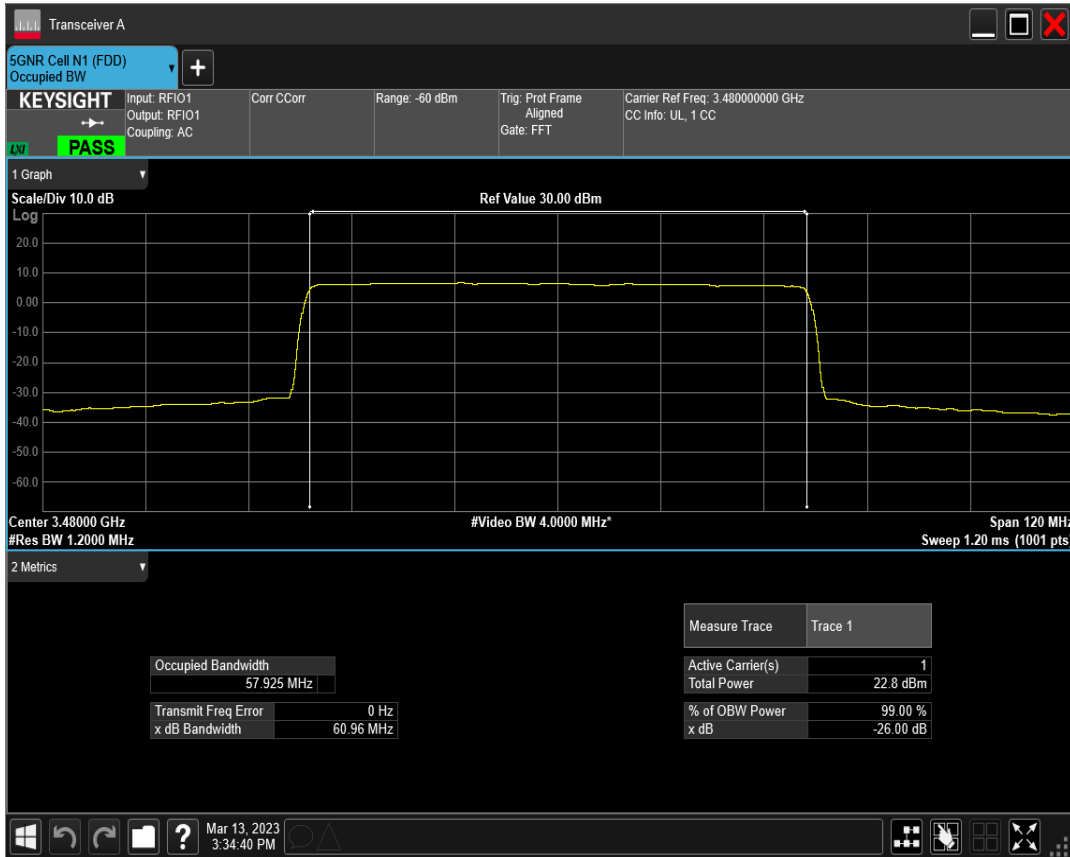 Transceiver A
5GNR Cell N1 (FDD)
Occupied BW
+
KEYSIGHT
LXI
PASS
Input: RFIO1
Output: RFIO1
Coupling: AC
Corr CCorr
Range: -60 dBm
Trig: Prot Frame
Aligned
Gate: FFT
Carrier Ref Freq: 3.480000000 GHz
CC Info: UL, 1 CC
1 Graph
Scale/Div 10.0 dB
Ref Value 30.00 dBm
Log
20.0
10.0
0.00
-10.0
-20.0
-30.0
-40.0
-50.0
-60.0
Center 3.48000 GHz
#Video BW 4.0000 MHz*
Span 120 MHz
#Res BW 1.2000 MHz
Sweep 1.20 ms (1001 pts)
2 Metrics
Measure Trace Trace 1
Occupied Bandwidth
57.925 MHz
Transmit Freq Error 0 Hz
x dB Bandwidth 60.96 MHz
Active Carrier(s) 1
Total Power 22.8 dBm
% of OBW Power 99.00 %
x dB -26.00 dB
?
Mar 13, 2023
3:34:40 PM